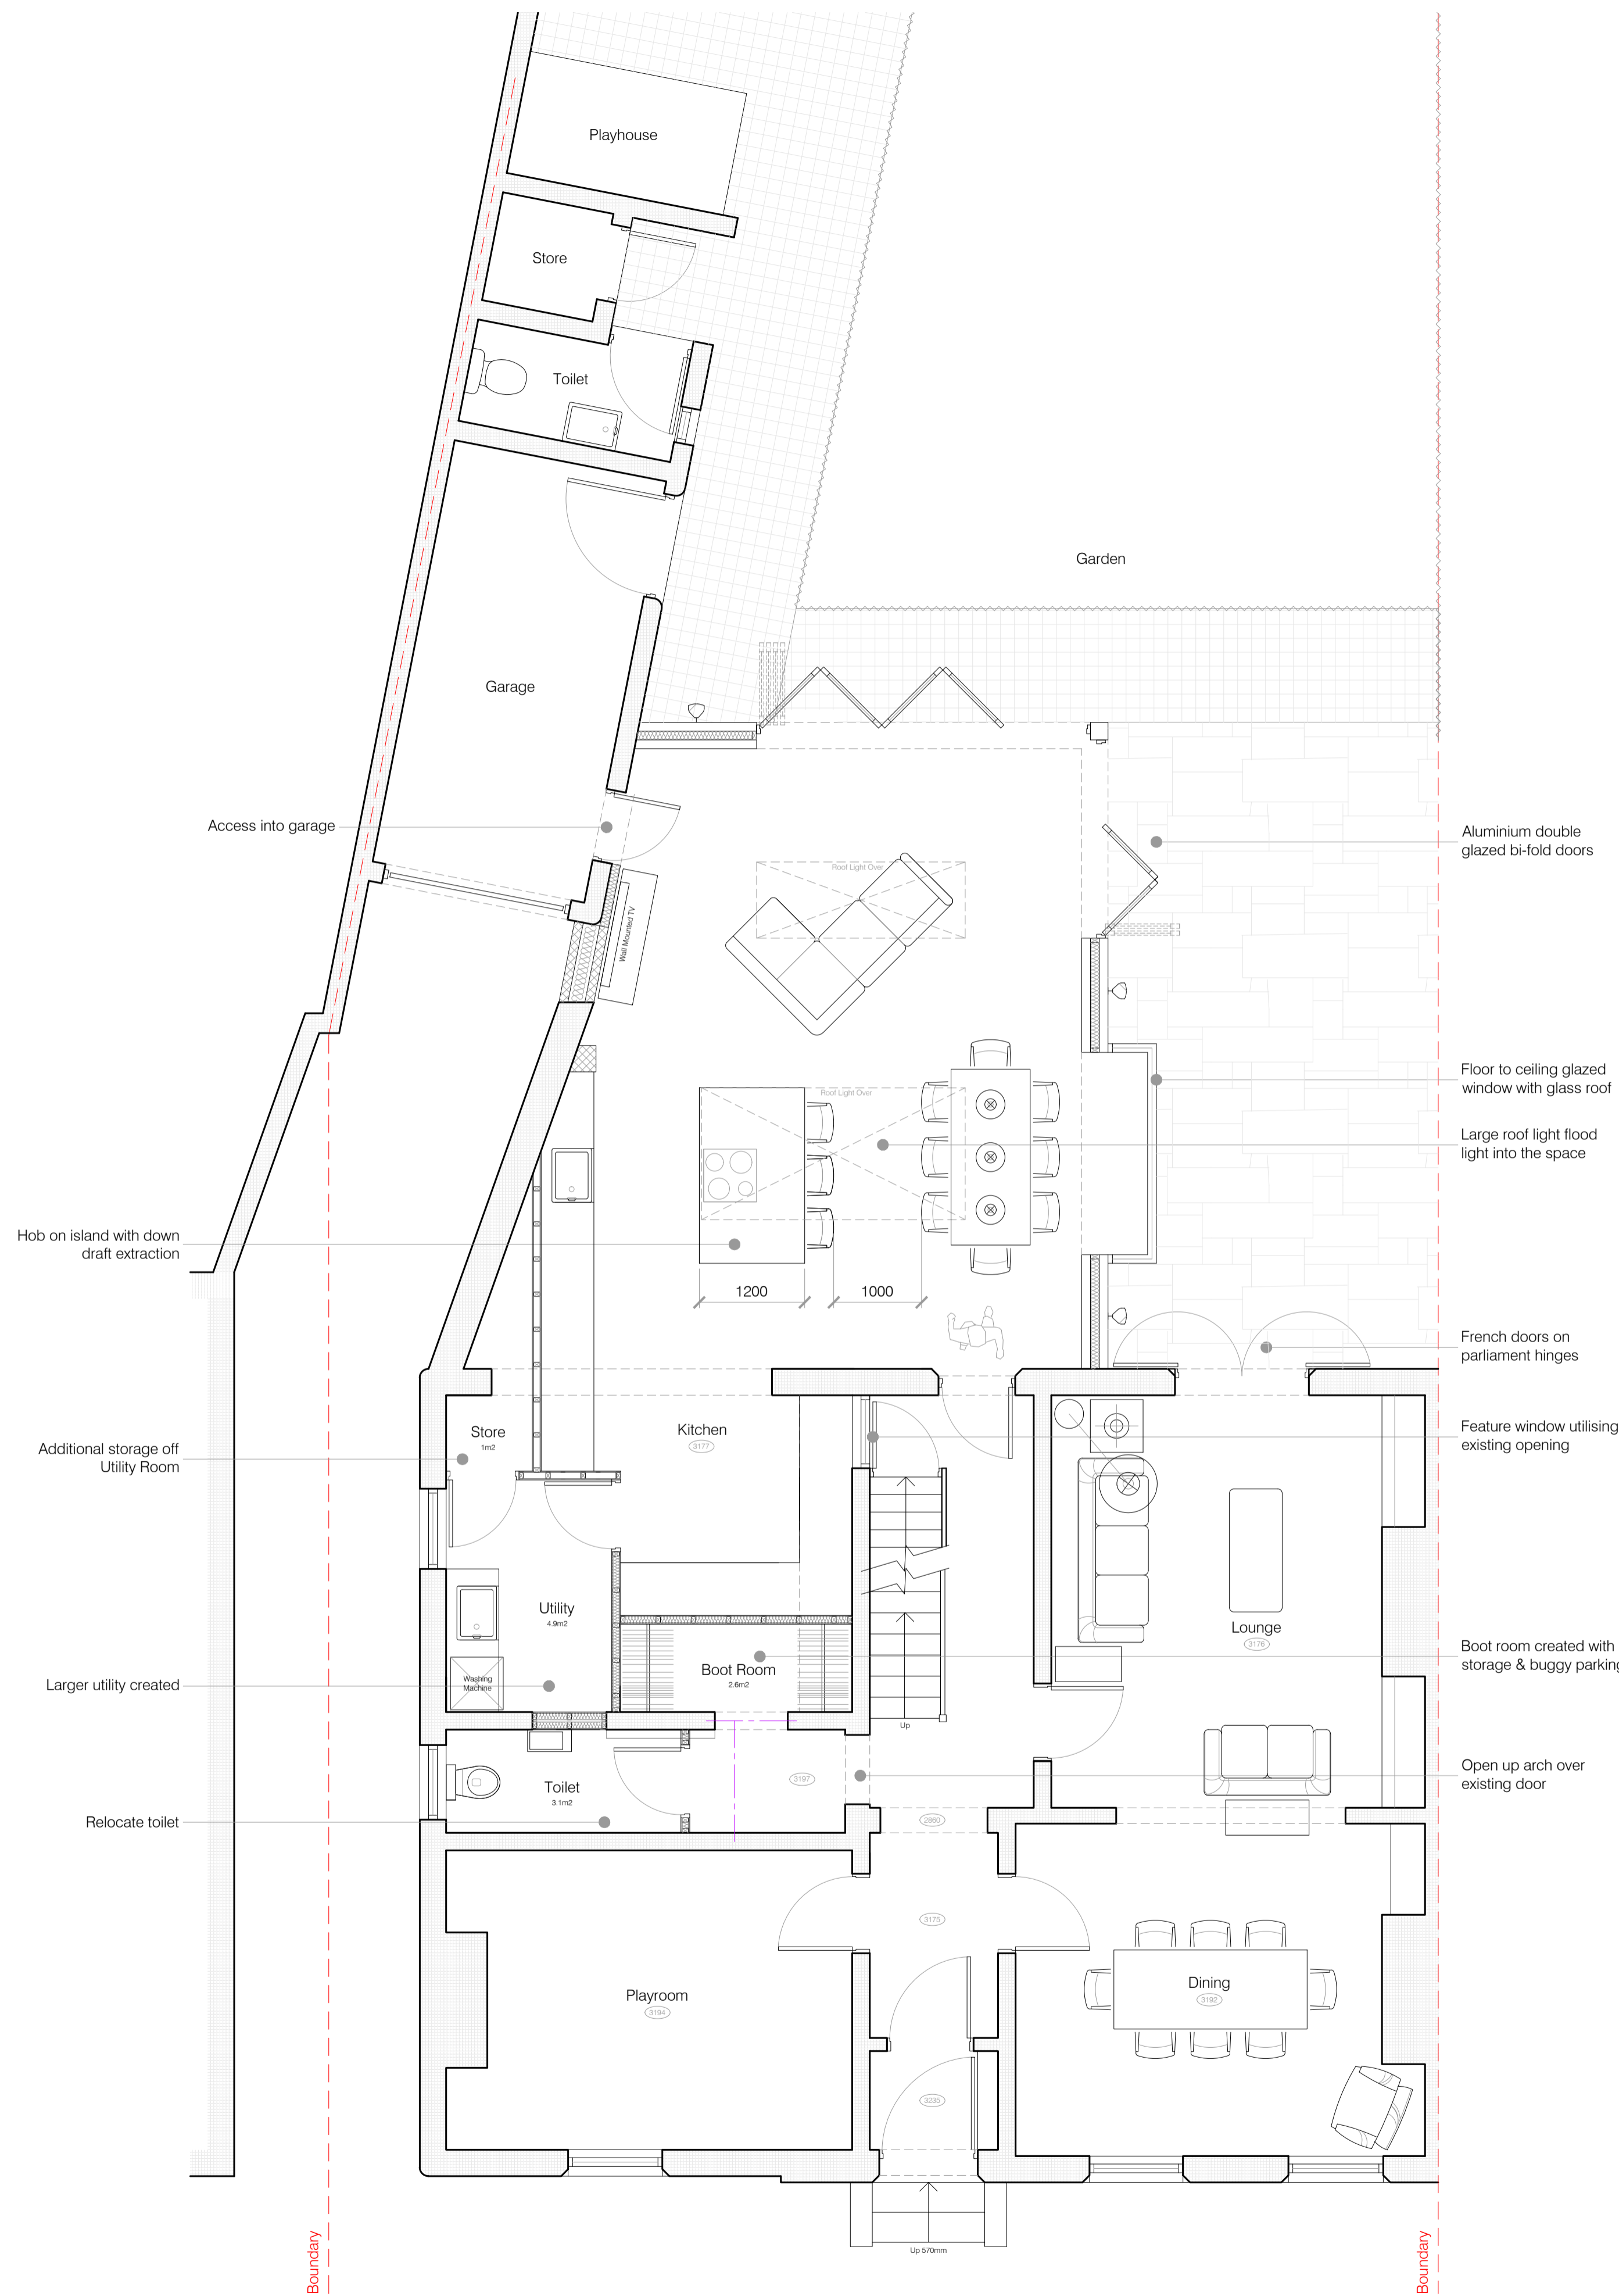 Playhouse
Store
Toilet
Garden
Garage
Access into garage
Aluminium double
glazed bi-fold doors
Roof Light Over
Wall Mounted TV
Floor to ceiling glazed
window with glass roof
Roof Light Over
Large roof light flood
light into the space
Hob on island with down
draft extraction
1200
1000
French doors on
parliament hinges
Store
1m2
Kitchen
3177
Feature window utilising
existing opening
Additional storage off
Utility Room
Utility
4.9m2
Lounge
3176
Boot Room
2.6m2
Boot room created with
storage & buggy parking
Washing
Machine
Larger utility created
Up
Open up arch over
existing door
Toilet
3.1m2
3197
Relocate toilet
2860
3175
Playroom
3194
Dining
3192
3235
Up 570mm
Boundary
Boundary